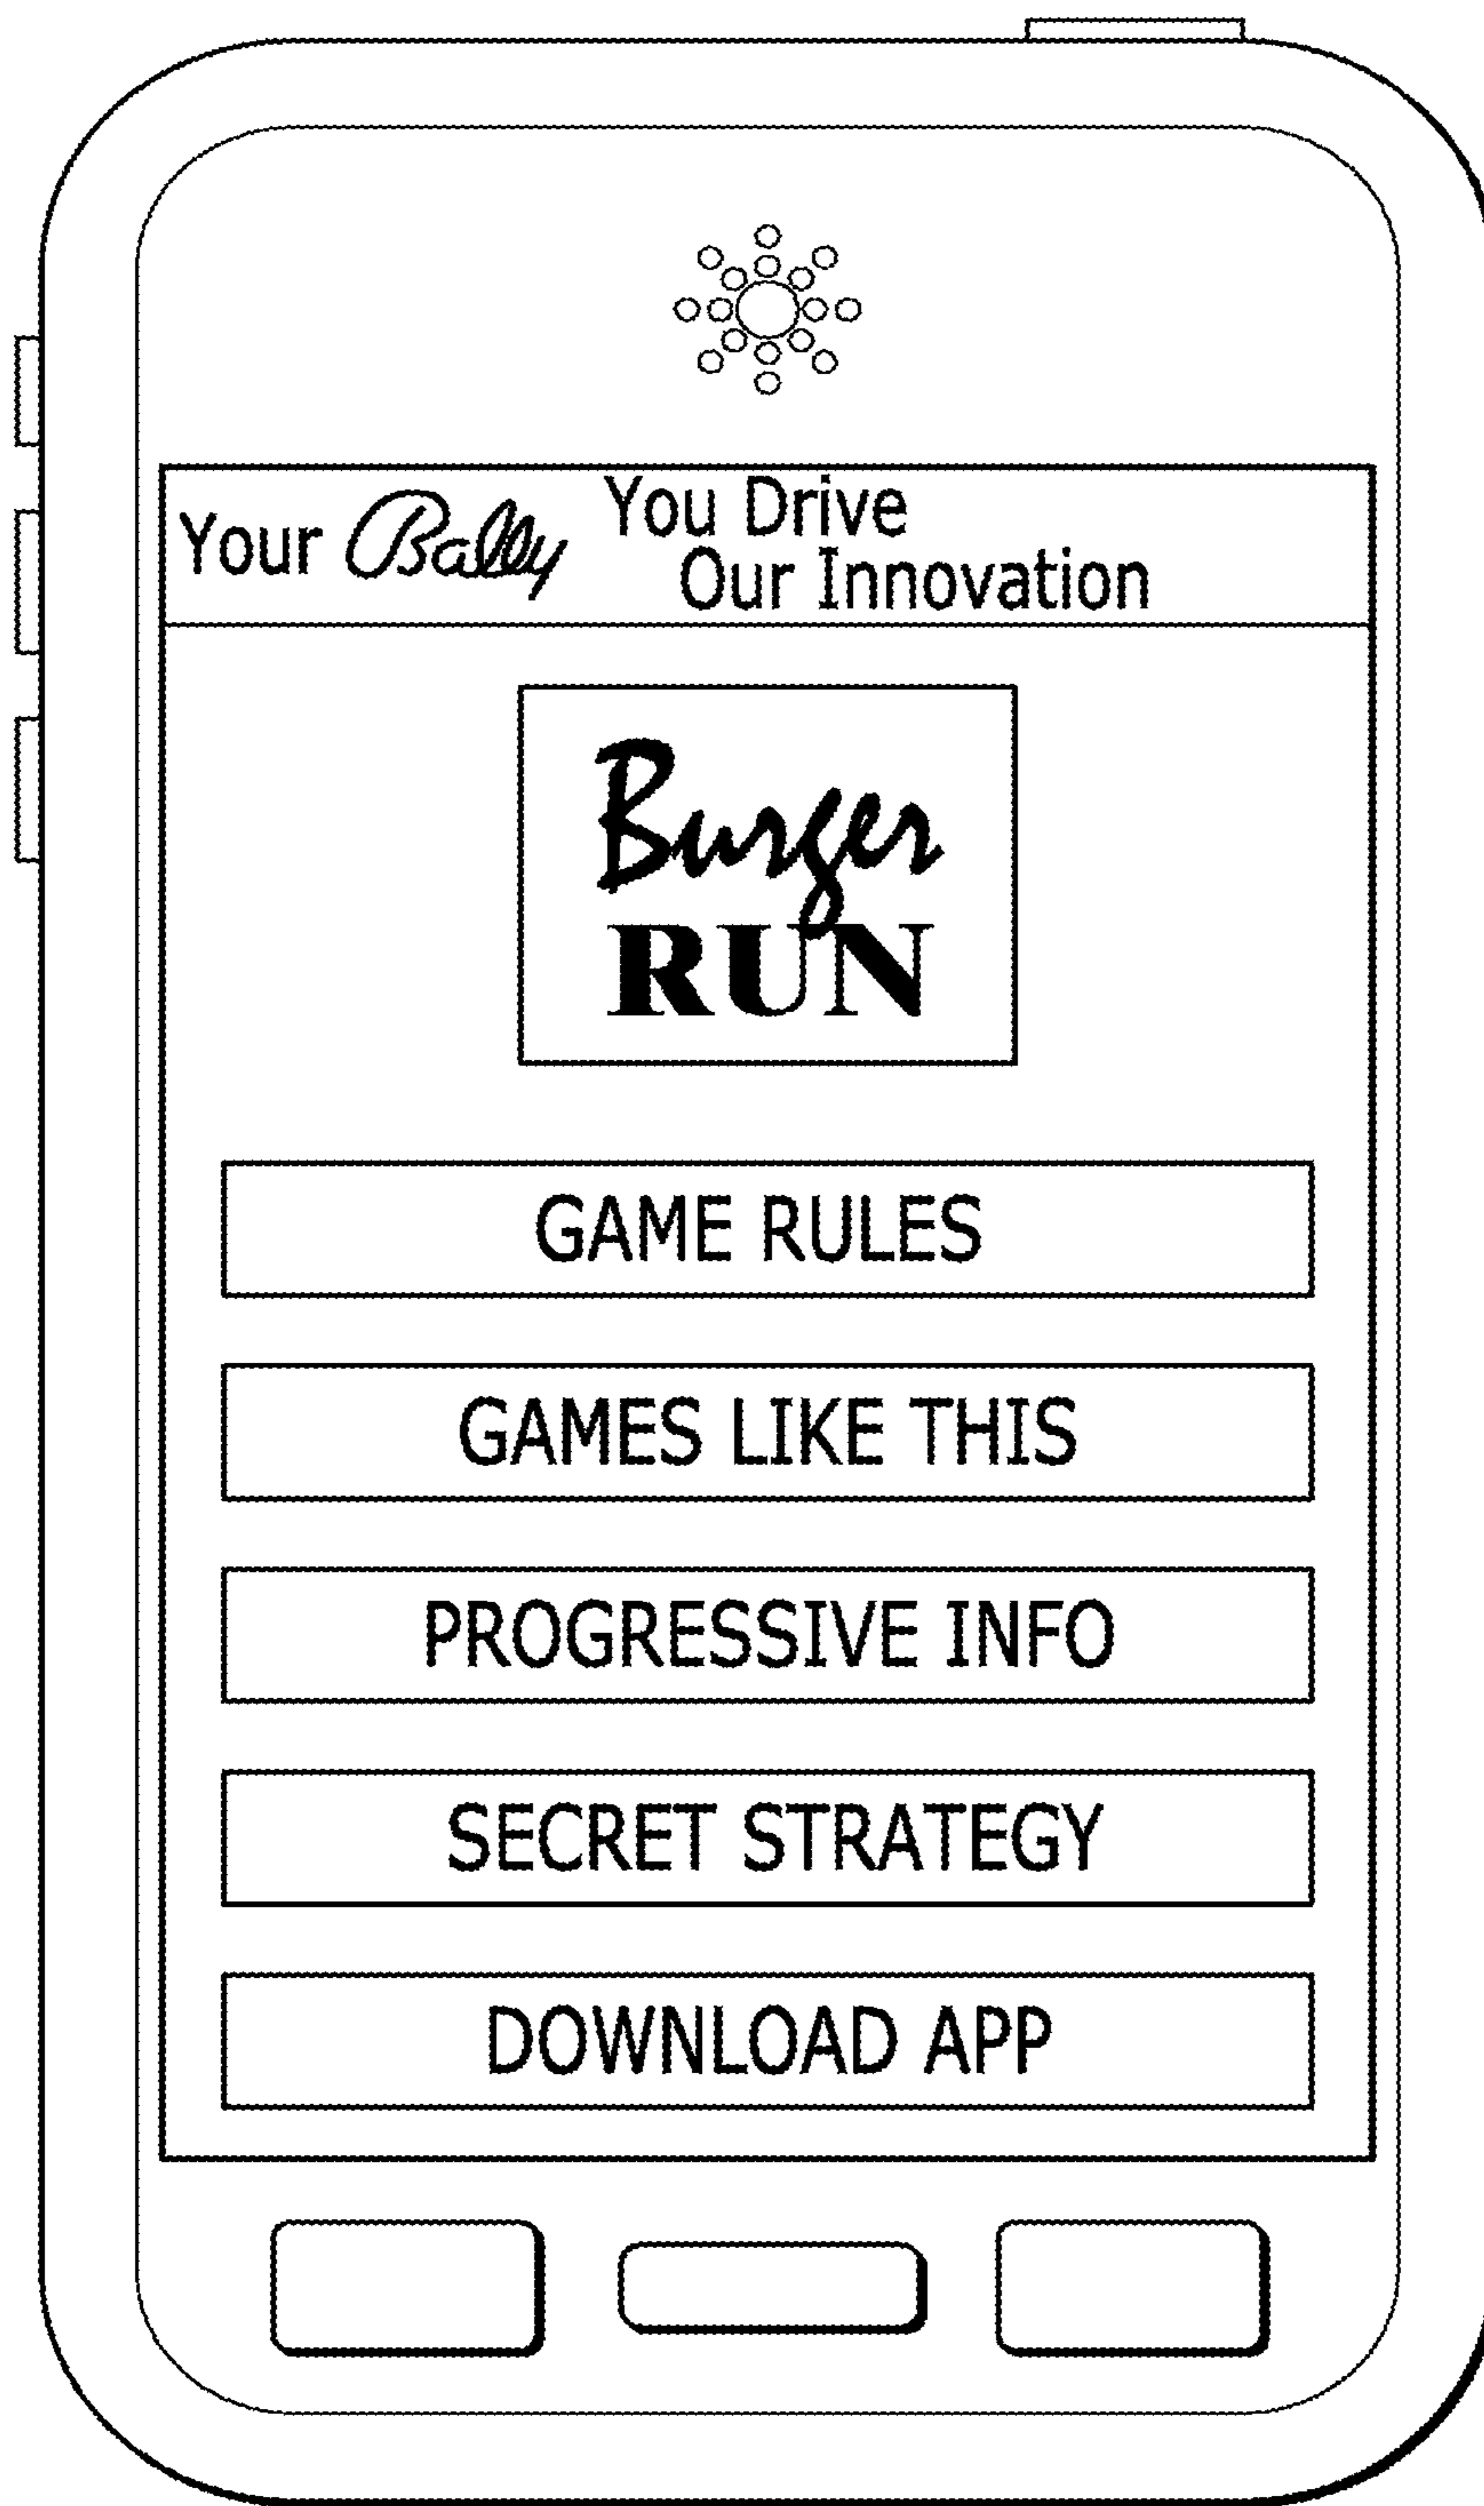 Your Bally You Drive
Our Innovation
Burger
RUN
GAME RULES
GAMES LIKE THIS
PROGRESSIVE INFO
SECRET STRATEGY
DOWNLOAD APP